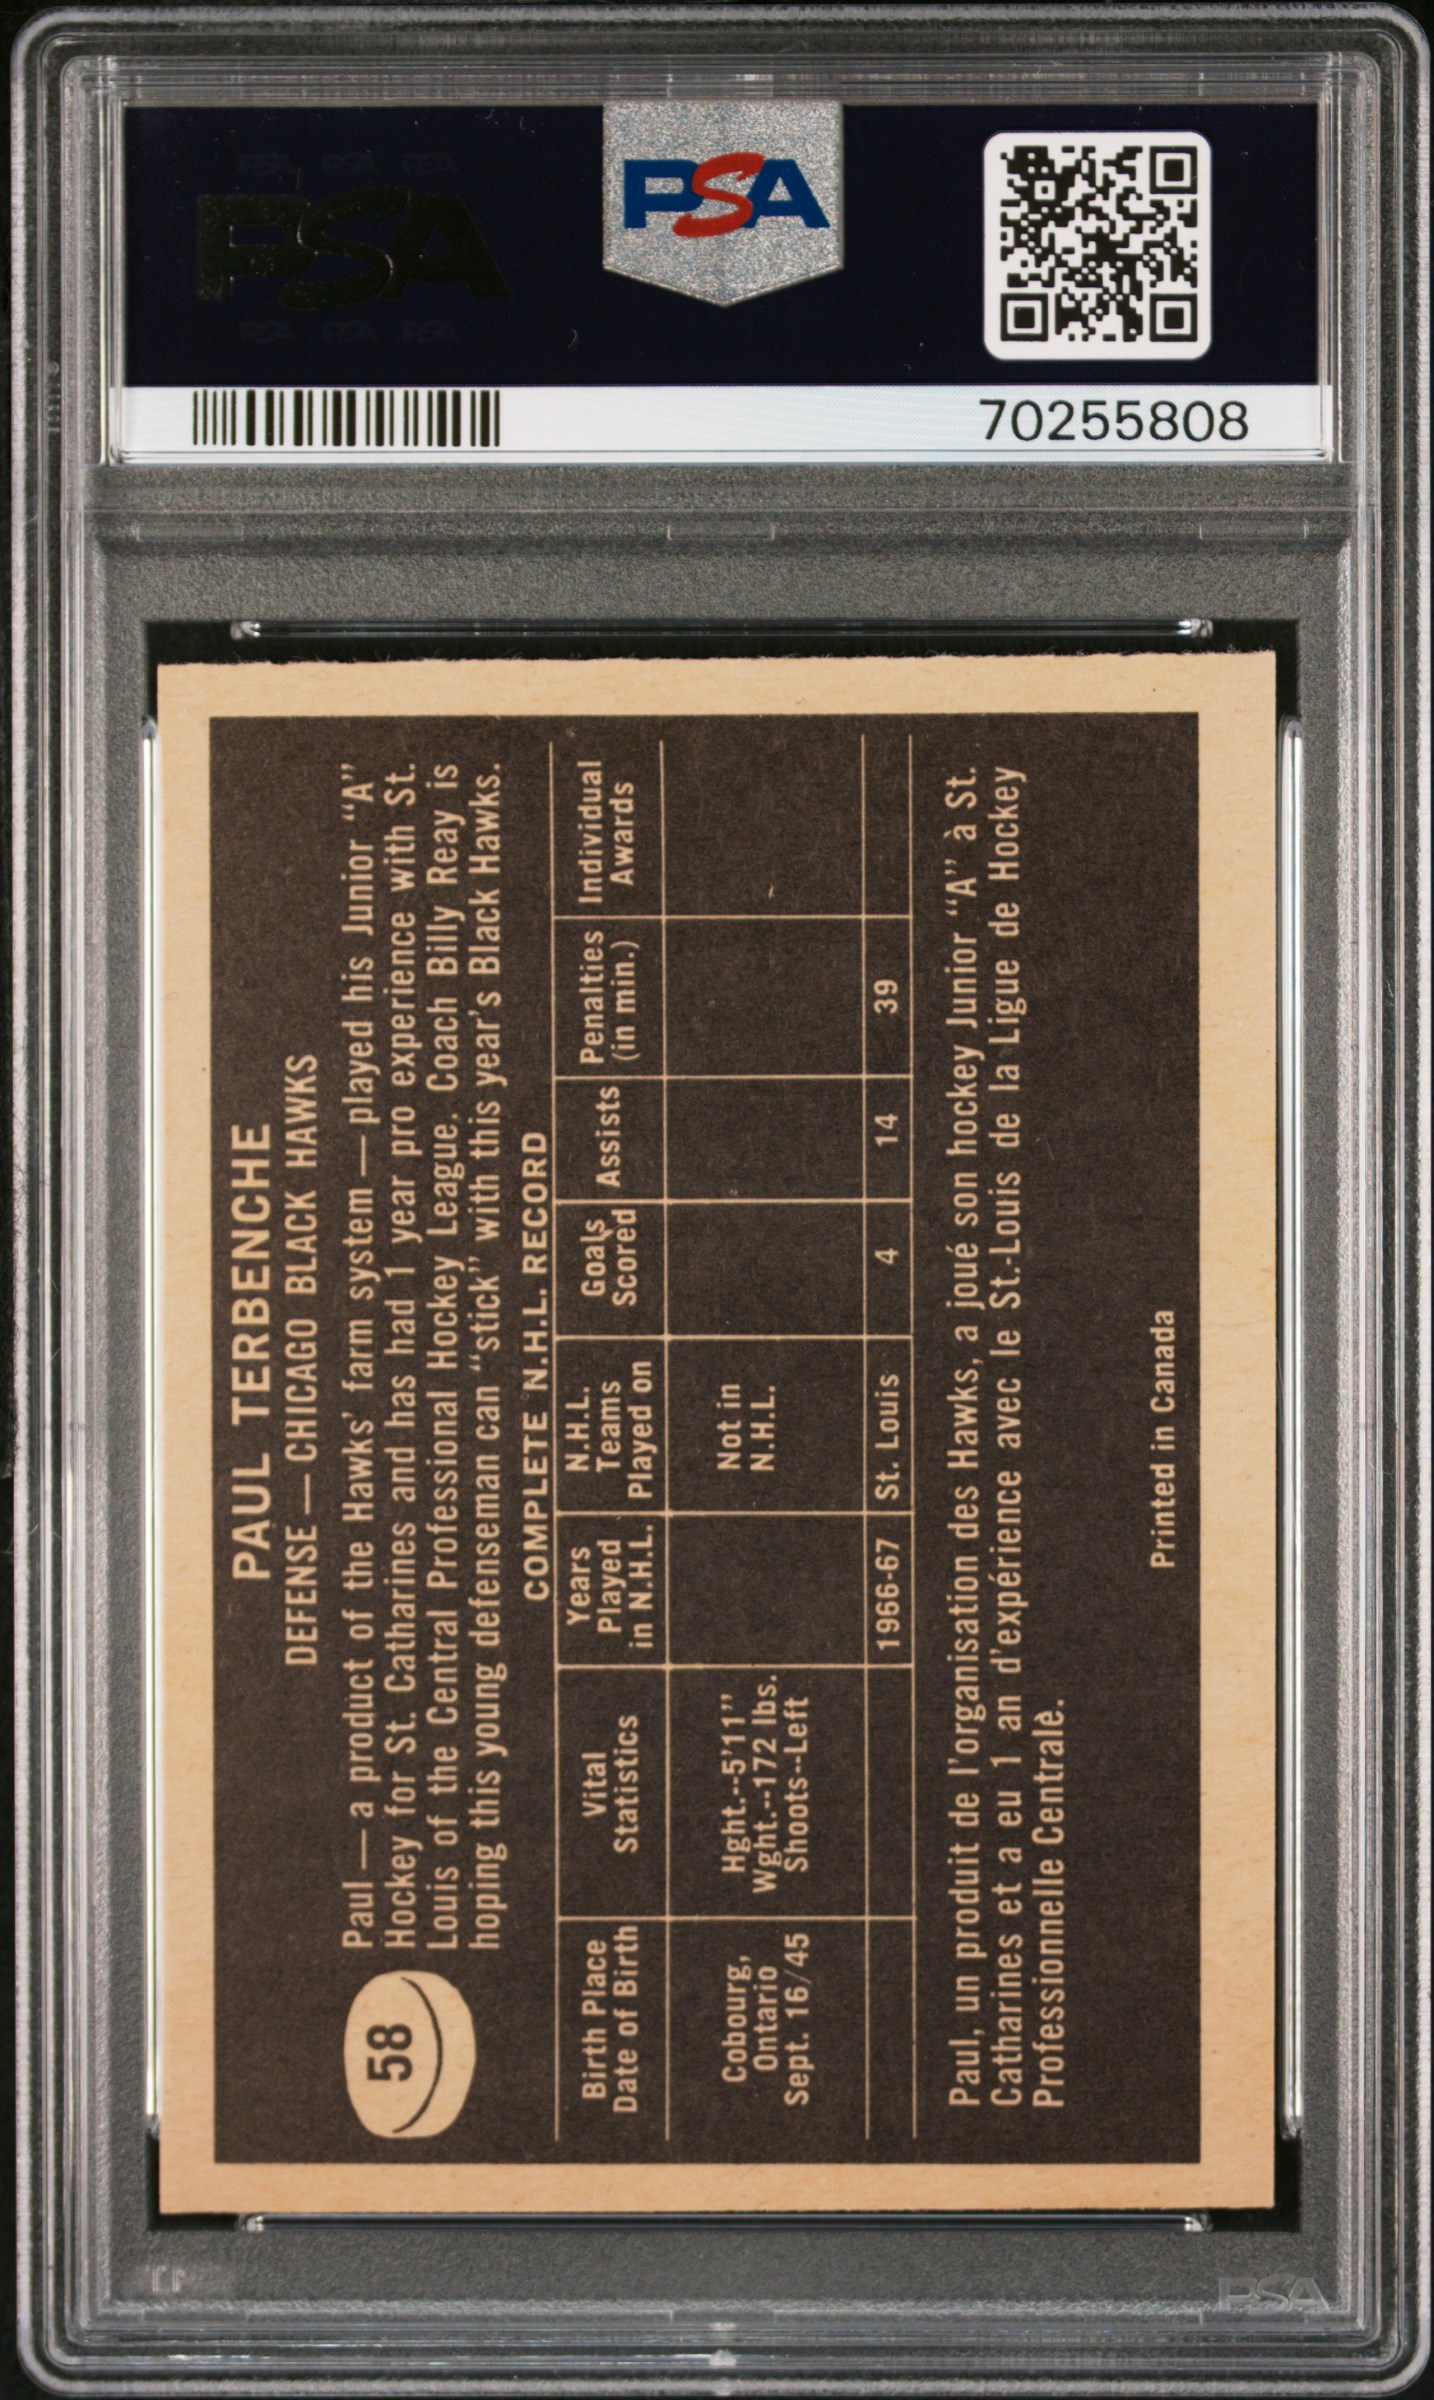 PSA
PSA
70255808
58
PAUL TERBENCHE
DEFENSE — CHICAGO BLACK HAWKS
Paul — a product of the Hawks' farm system — played his Junior "A"
Hockey for St. Catharines and has had 1 year pro experience with St.
Louis of the Central Professional Hockey League. Coach Billy Reay is
hoping this young defenseman can "stick" with this year's Black Hawks.
COMPLETE N.H.L. RECORD
Birth Place
Date of Birth
Vital
Statistics
Years
Played
in N.H.L.
N.H.L.
Teams
Played on
Goals
Scored
Assists
Penalties
(in min.)
Individual
Awards
Cobourg,
Ontario
Sept. 16/45
Hght.--5'11"
Wght.--172 lbs.
Shoots--Left
Not in
N.H.L.
1966-67 St. Louis 4 14 39
Paul, un produit de l'organisation des Hawks, a joué son hockey Junior "A" à St.
Catharines et a eu 1 an d'expérience avec le St.-Louis de la Ligue de Hockey
Professionnelle Centralè.
Printed in Canada
PSA